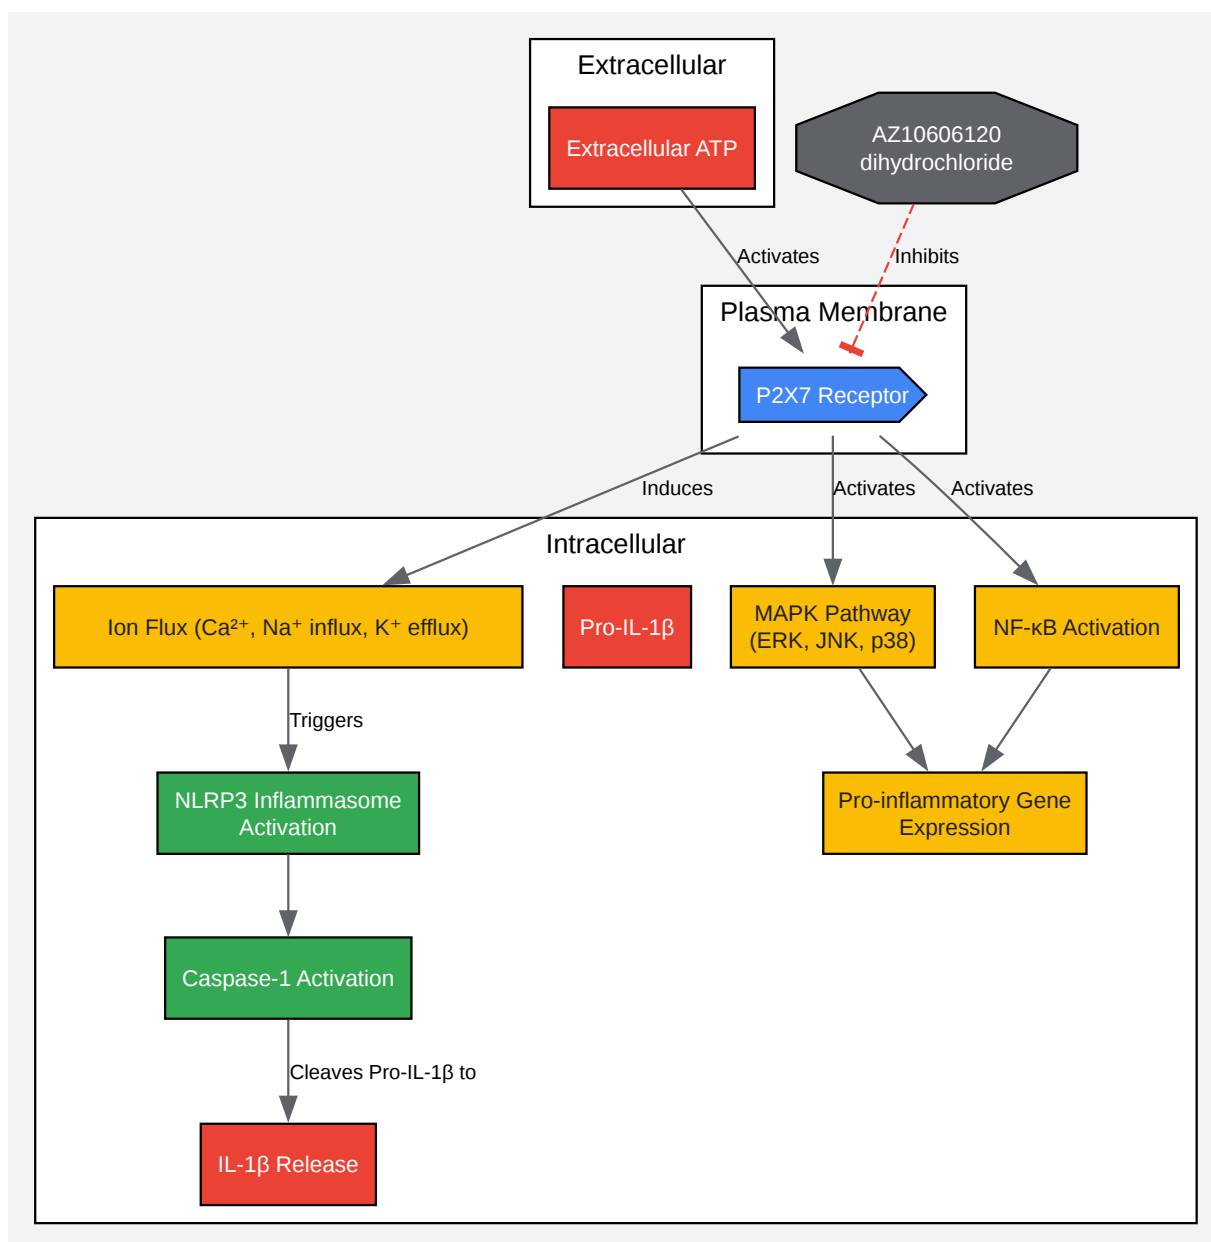 Extracellular
Extracellular ATP
AZ10606120
dihydrochloride
Activates
Inhibits
Plasma Membrane
P2X7 Receptor
Induces
Activates
Activates
Intracellular
Ion Flux (Ca²⁺, Na⁺ influx, K⁺ efflux)
Pro-IL-1β
MAPK Pathway
(ERK, JNK, p38)
NF-κB Activation
Triggers
NLRP3 Inflammasome
Activation
Pro-inflammatory Gene
Expression
Caspase-1 Activation
Cleaves Pro-IL-1β to
IL-1β Release